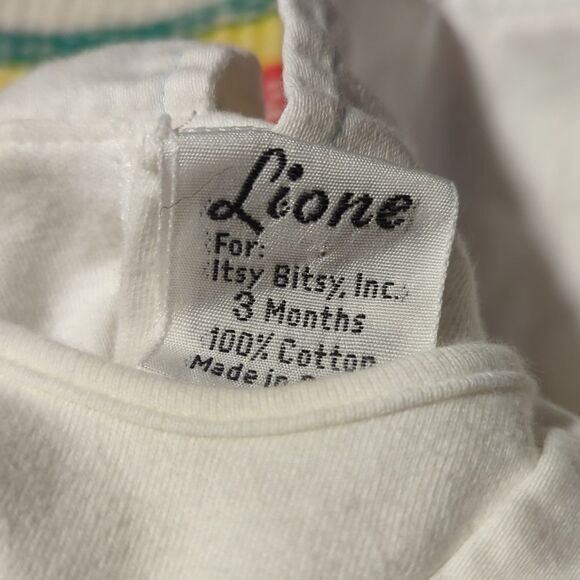 Lione
For:
Itsy Bitsy, Inc.
3 Months
100% Cotton
Made in